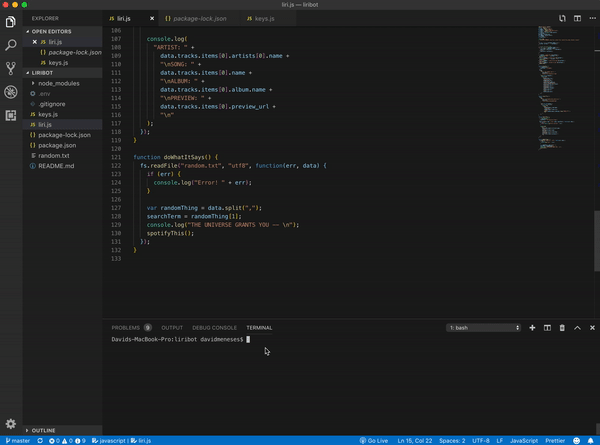 liri.js — liribot
EXPLORER
OPEN EDITORS
liri.js
package-lock.json
keys.js
LIRIBOT
node_modules
.env
.gitignore
keys.js
liri.js
package-lock.json
package.json
random.txt
README.md
OUTLINE
liri.js
package-lock.json
keys.js
106
107 console.log(
108 "ARTIST: " +
109 data.tracks.items[0].artists[0].name +
110 "\nSONG: " +
111 data.tracks.items[0].name +
112 "\nALBUM: " +
113 data.tracks.items[0].album.name +
114 "\nPREVIEW: " +
115 data.tracks.items[0].preview_url +
116 "\n"
117 );
118 });
119 }
120
121 function doWhatItSays() {
122 fs.readFile("random.txt", "utf8", function(err, data) {
123 if (err) {
124 console.log("Error! " + err);
125 }
126
127 var randomThing = data.split(",");
128 searchTerm = randomThing[1];
129 console.log("THE UNIVERSE GRANTS YOU -- \n");
130 spotifyThis();
131 });
132 }
133
PROBLEMS 9 OUTPUT DEBUG CONSOLE TERMINAL 1: bash
Davids-MacBook-Pro:liribot davidmeneses$
master 0 0 9 javascript liri.js Go Live Ln 15, Col 22 Spaces: 2 UTF-8 LF JavaScript Prettier